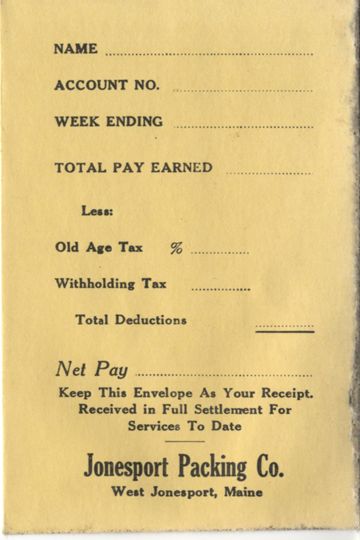 NAME
ACCOUNT NO.
WEEK ENDING
TOTAL PAY EARNED
Less:
Old Age Tax %
Withholding Tax
Total Deductions
Net Pay
Keep This Envelope As Your Receipt.
Received in Full Settlement For
Services To Date
Jonesport Packing Co.
West Jonesport, Maine